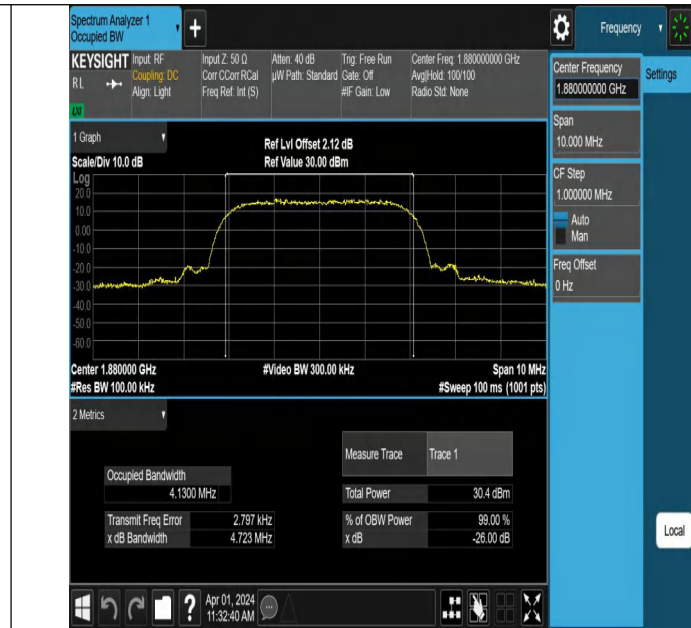 Spectrum Analyzer 1
Occupied BW
+
Frequency
KEYSIGHT
RL
LXI
Input: RF
Coupling: DC
Align: Light
Input Z: 50 Ω
Corr CCorr RCal
Freq Ref: Int (S)
Atten: 40 dB
µW Path: Standard
Trig: Free Run
Gate: Off
#IF Gain: Low
Center Freq: 1.880000000 GHz
Avg|Hold: 100/100
Radio Std: None
Center Frequency
1.880000000 GHz
Settings
Span
10.000 MHz
CF Step
1.000000 MHz
Auto
Man
Freq Offset
0 Hz
Local
1 Graph
Scale/Div 10.0 dB
Ref Lvl Offset 2.12 dB
Ref Value 30.00 dBm
Log
20.0
10.0
0.00
-10.0
-20.0
-30.0
-40.0
-50.0
-60.0
Center 1.880000 GHz
#Video BW 300.00 kHz
Span 10 MHz
#Res BW 100.00 kHz
#Sweep 100 ms (1001 pts)
2 Metrics
Occupied Bandwidth
4.1300 MHz
Transmit Freq Error 2.797 kHz
x dB Bandwidth 4.723 MHz
Measure Trace Trace 1
Total Power 30.4 dBm
% of OBW Power 99.00 %
x dB -26.00 dB
?
Apr 01, 2024
11:32:40 AM